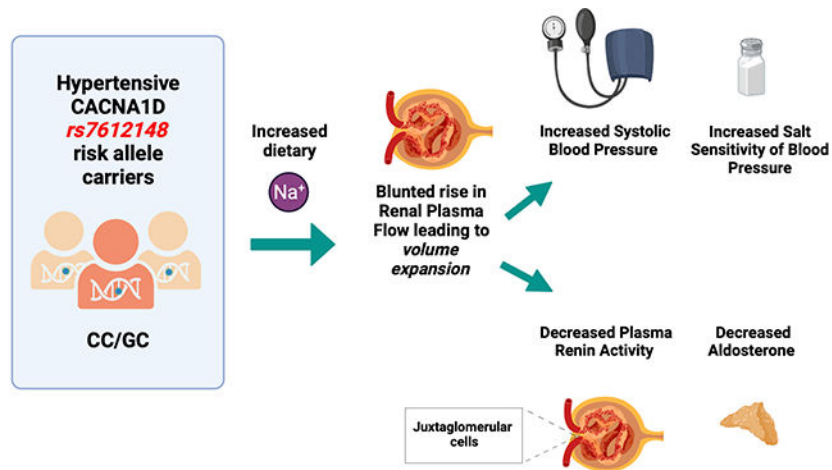 Hypertensive
CACNA1D
rs7612148
risk allele
carriers
CC/GC
Increased
dietary
Na⁺
Blunted rise in
Renal Plasma
Flow leading to
volume
expansion
Increased Systolic
Blood Pressure
Increased Salt
Sensitivity of Blood
Pressure
Decreased Plasma
Renin Activity
Decreased
Aldosterone
Juxtaglomerular
cells